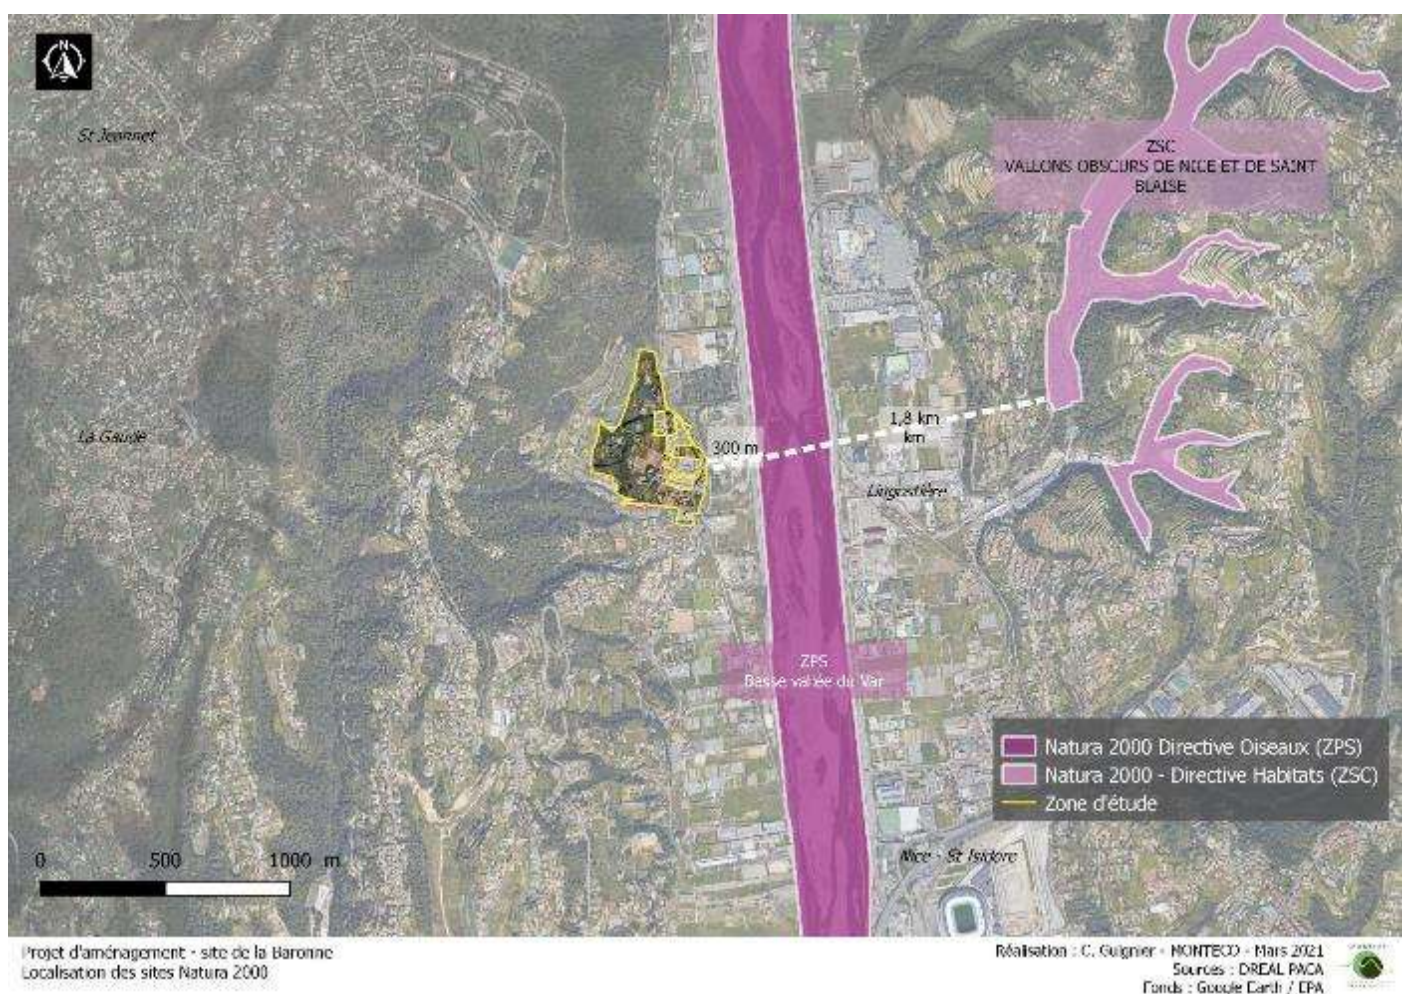 N
St Jeannet
ZSC
VALLONS OBSCURS DE NICE ET DE SAINT
BLAISE
La Gaude
1,8 km
km
300 m
Lingostière
ZPS
Basse vallée du Var
Natura 2000 Directive Oiseaux (ZPS)
Natura 2000 - Directive Habitats (ZSC)
Zone d'étude
0 500 1000 m
Nice - St Isidore
Projet d'aménagement - site de la Baronne
Localisation des sites Natura 2000
Réalisation : C. Guignier - MONTECO - Mars 2021
Sources : DREAL PACA
Fonds : Google Earth / EPA